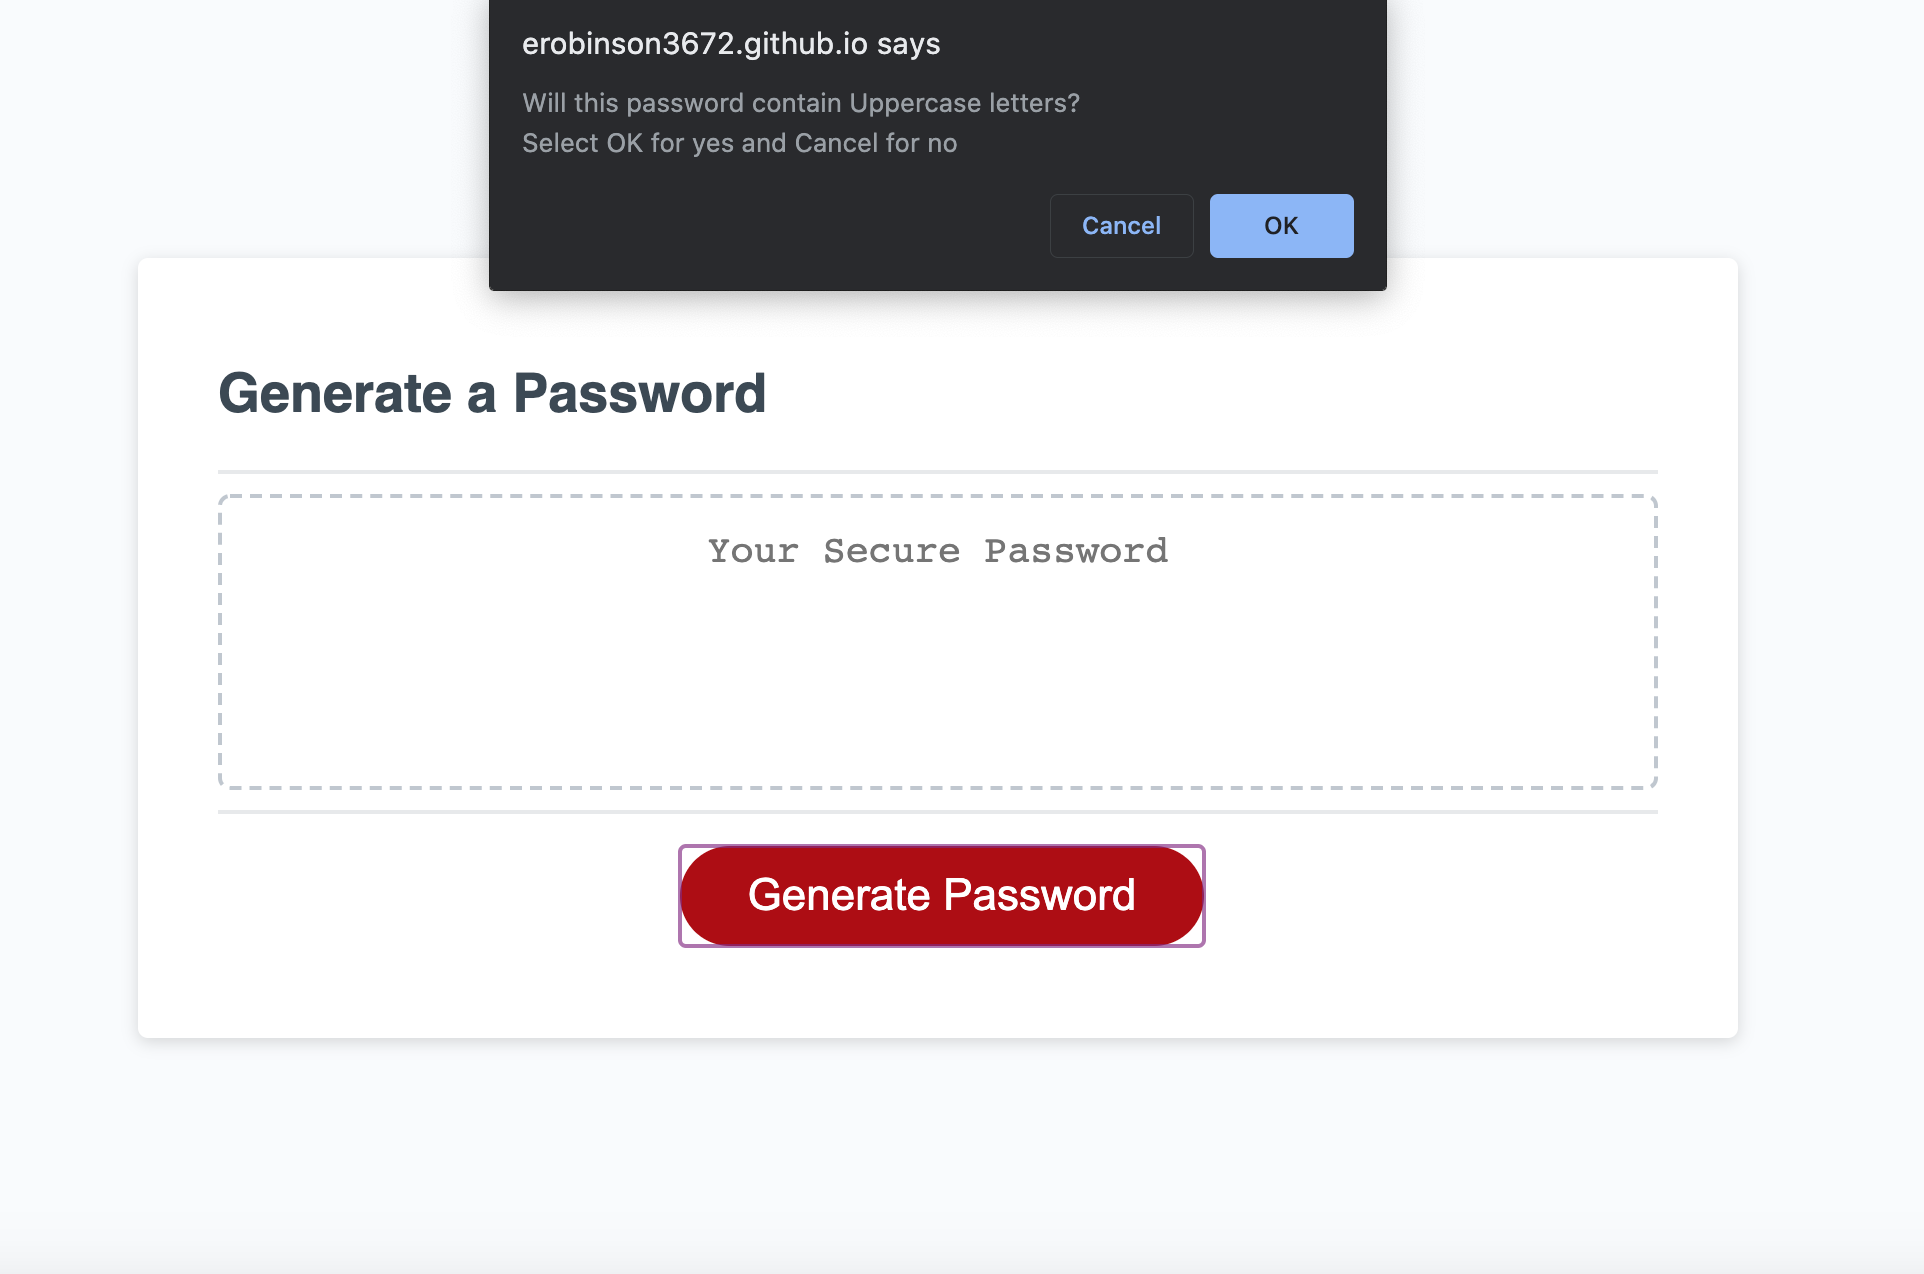 erobinson3672.github.io says
Will this password contain Uppercase letters?
Select OK for yes and Cancel for no
Cancel
OK
Generate a Password
Your Secure Password
Generate Password